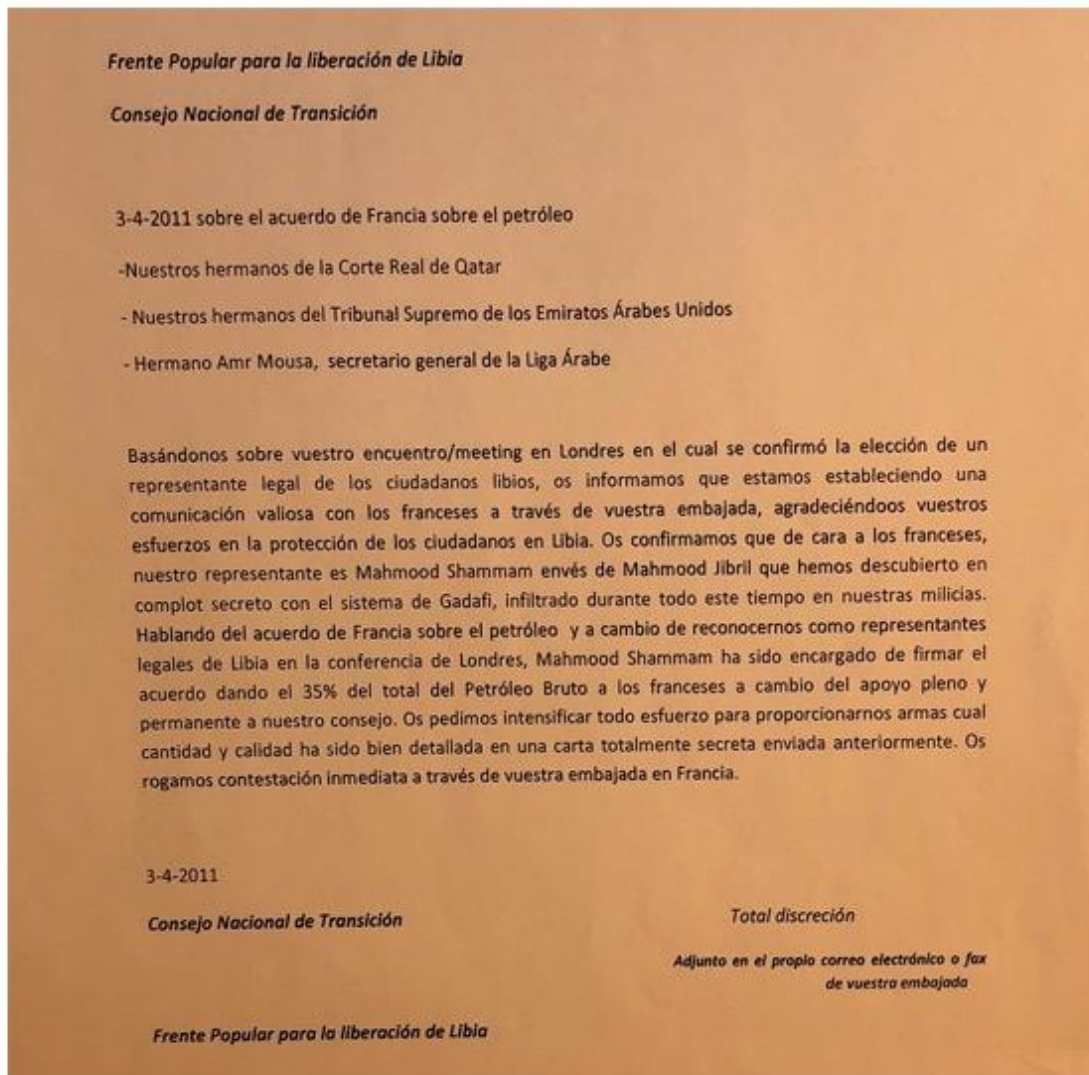 Frente Popular para la liberación de Libia
Consejo Nacional de Transición
3-4-2011 sobre el acuerdo de Francia sobre el petróleo
-Nuestros hermanos de la Corte Real de Qatar
- Nuestros hermanos del Tribunal Supremo de los Emiratos Árabes Unidos
- Hermano Amr Mousa, secretario general de la Liga Árabe
Basándonos sobre vuestro encuentro/meeting en Londres en el cual se confirmó la elección de un
representante legal de los ciudadanos libios, os informamos que estamos estableciendo una
comunicación valiosa con los franceses a través de vuestra embajada, agradeciéndoos vuestros
esfuerzos en la protección de los ciudadanos en Libia. Os confirmamos que de cara a los franceses,
nuestro representante es Mahmood Shammam envés de Mahmood Jibril que hemos descubierto en
complot secreto con el sistema de Gadafi, infiltrado durante todo este tiempo en nuestras milicias.
Hablando del acuerdo de Francia sobre el petróleo y a cambio de reconocernos como representantes
legales de Libia en la conferencia de Londres, Mahmood Shammam ha sido encargado de firmar el
acuerdo dando el 35% del total del Petróleo Bruto a los franceses a cambio del apoyo pleno y
permanente a nuestro consejo. Os pedimos intensificar todo esfuerzo para proporcionarnos armas cual
cantidad y calidad ha sido bien detallada en una carta totalmente secreta enviada anteriormente. Os
rogamos contestación inmediata a través de vuestra embajada en Francia.
3-4-2011
Consejo Nacional de Transición
Total discreción
Adjunto en el propio correo electrónico o fax
de vuestra embajada
Frente Popular para la liberación de Libia